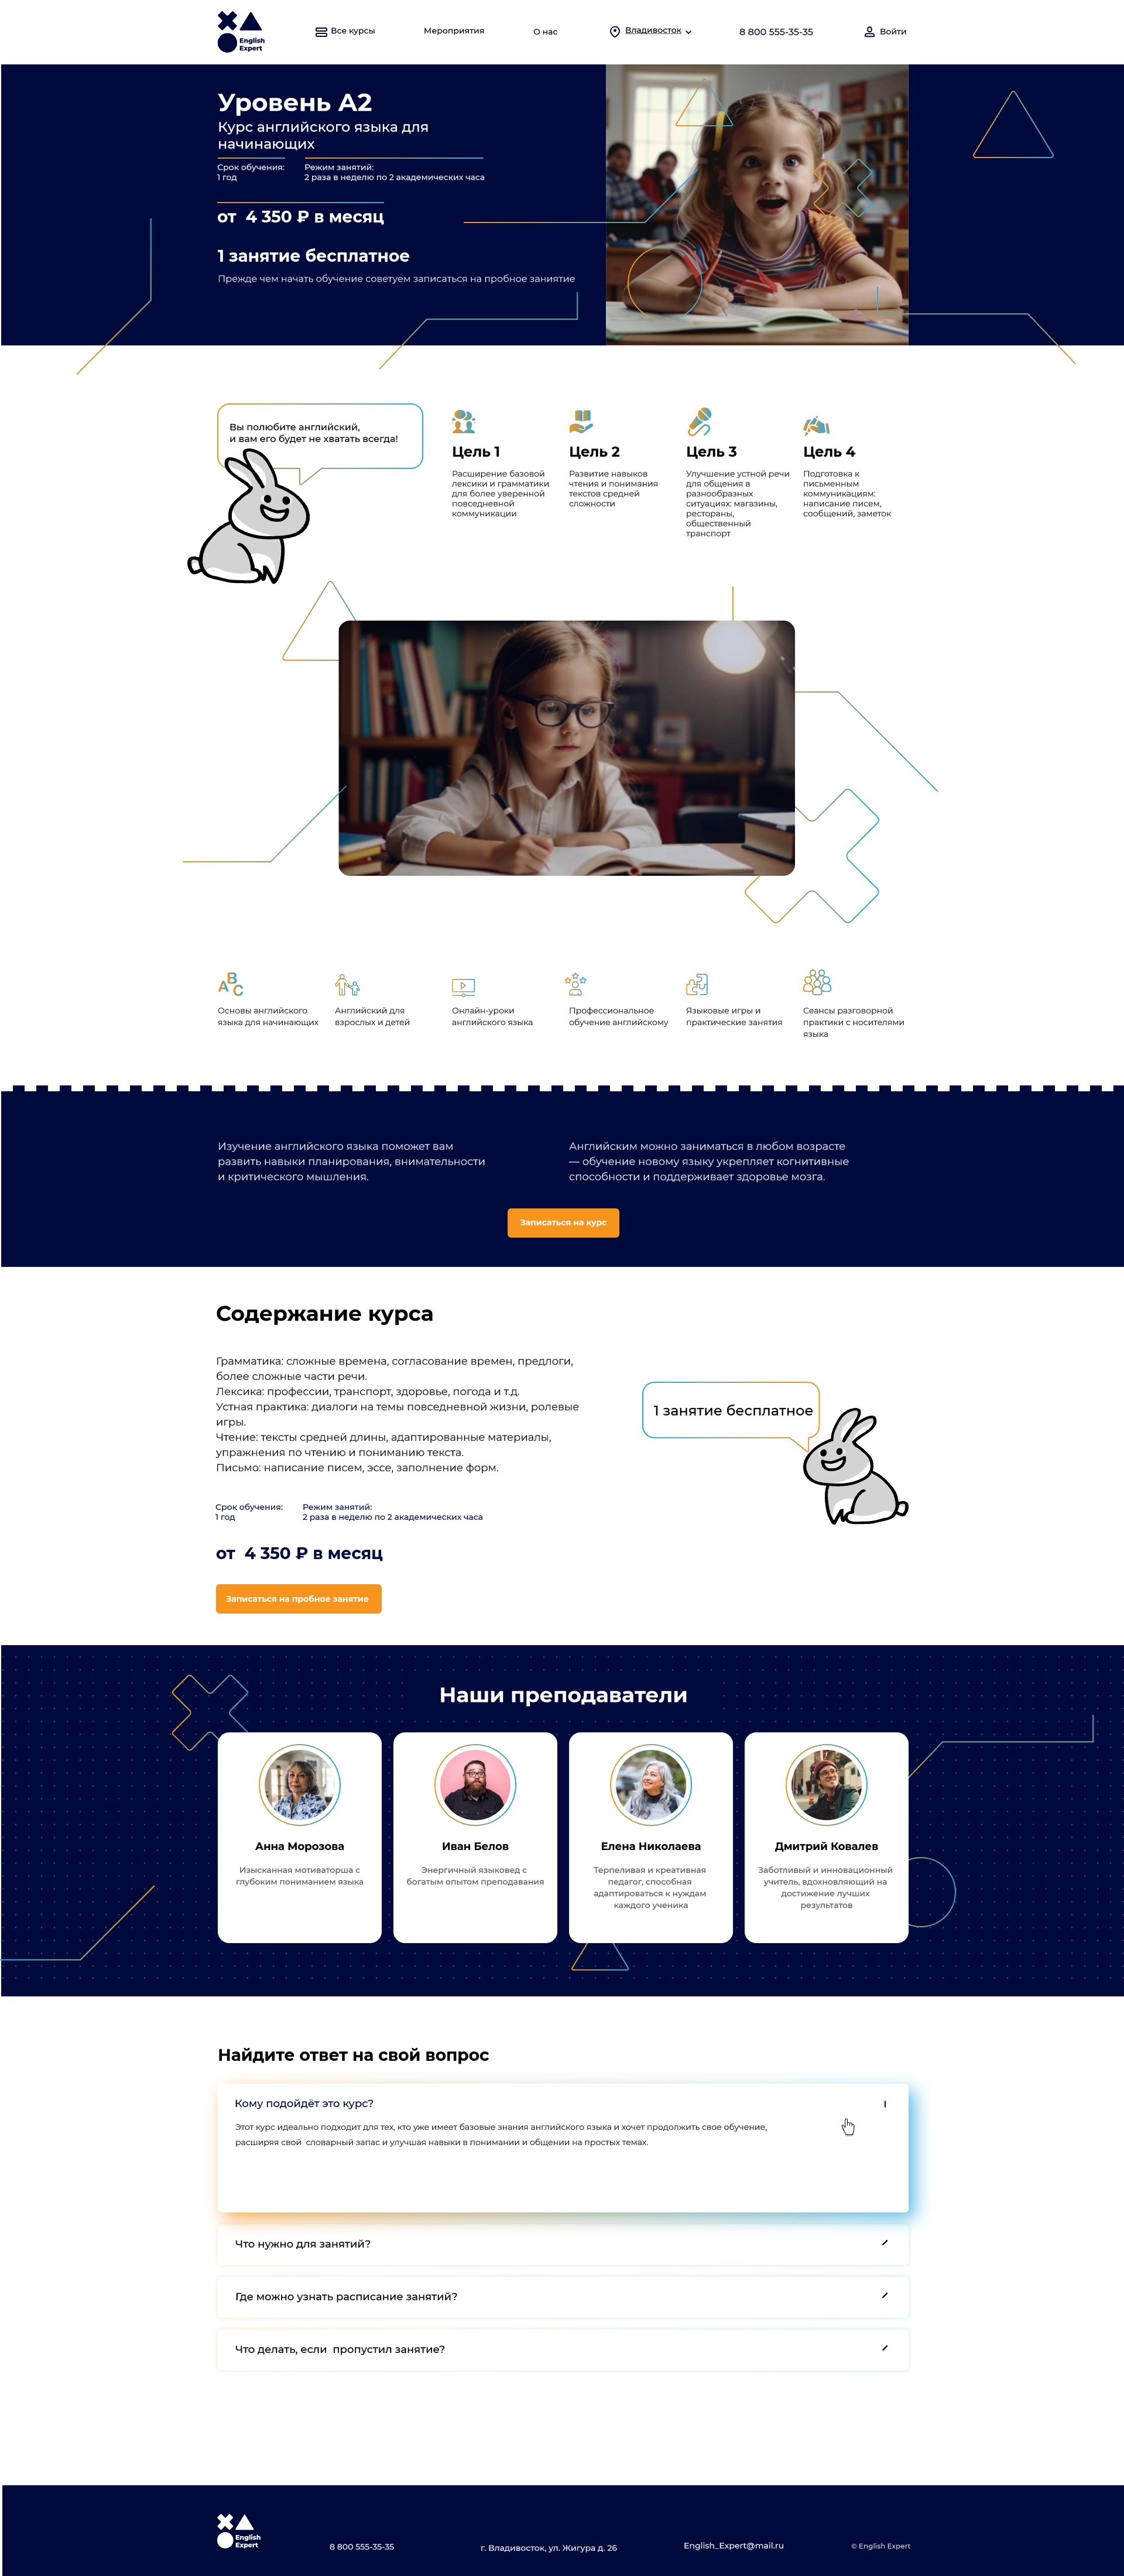 English
Expert
Все курсы
Мероприятия
О нас
Владивосток
8 800 555-35-35
Войти
Уровень А2
Курс английского языка для
начинающих
Срок обучения:
1 год
Режим занятий:
2 раза в неделю по 2 академических часа
от 4 350 ₽ в месяц
1 занятие бесплатное
Прежде чем начать обучение советуем записаться на пробное заниятие
Вы полюбите английский,
и вам его будет не хватать всегда!
Цель 1
Расширение базовой
лексики и грамматики
для более уверенной
повседневной
коммуникации
Цель 2
Развитие навыков
чтения и понимания
текстов средней
сложности
Цель 3
Улучшение устной речи
для общения в
разнообразных
ситуациях: магазины,
рестораны,
общественный
транспорт
Цель 4
Подготовка к
письменным
коммуникациям:
написание писем,
сообщений, заметок
A
B
C
Основы английского
языка для начинающих
Английский для
взрослых и детей
Онлайн-уроки
английского языка
Профессиональное
обучение английскому
Языковые игры и
практические занятия
Сеансы разговорной
практики с носителями
языка
Изучение английского языка поможет вам
развить навыки планирования, внимательности
и критического мышления.
Английским можно заниматься в любом возрасте
— обучение новому языку укрепляет когнитивные
способности и поддерживает здоровье мозга.
Записаться на курс
Содержание курса
Грамматика: сложные времена, согласование времен, предлоги,
более сложные части речи.
Лексика: профессии, транспорт, здоровье, погода и т.д.
Устная практика: диалоги на темы повседневной жизни, ролевые
игры.
Чтение: тексты средней длины, адаптированные материалы,
упражнения по чтению и пониманию текста.
Письмо: написание писем, эссе, заполнение форм.
1 занятие бесплатное
Срок обучения:
1 год
Режим занятий:
2 раза в неделю по 2 академических часа
от 4 350 ₽ в месяц
Записаться на пробное занятие
Наши преподаватели
Анна Морозова
Изысканная мотиваторша с
глубоким пониманием языка
Иван Белов
Энергичный языковед с
богатым опытом преподавания
Елена Николаева
Терпеливая и креативная
педагог, способная
адаптироваться к нуждам
каждого ученика
Дмитрий Ковалев
Заботливый и инновационный
учитель, вдохновляющий на
достижение лучших
результатов
Найдите ответ на свой вопрос
Кому подойдёт это курс?
Этот курс идеально подходит для тех, кто уже имеет базовые знания английского языка и хочет продолжить свое обучение,
расширяя свой словарный запас и улучшая навыки в понимании и общении на простых темах.
Что нужно для занятий?
Где можно узнать расписание занятий?
Что делать, если пропустил занятие?
English
Expert
8 800 555-35-35
г. Владивосток, ул. Жигура д. 26
English_Expert@mail.ru
© English Expert